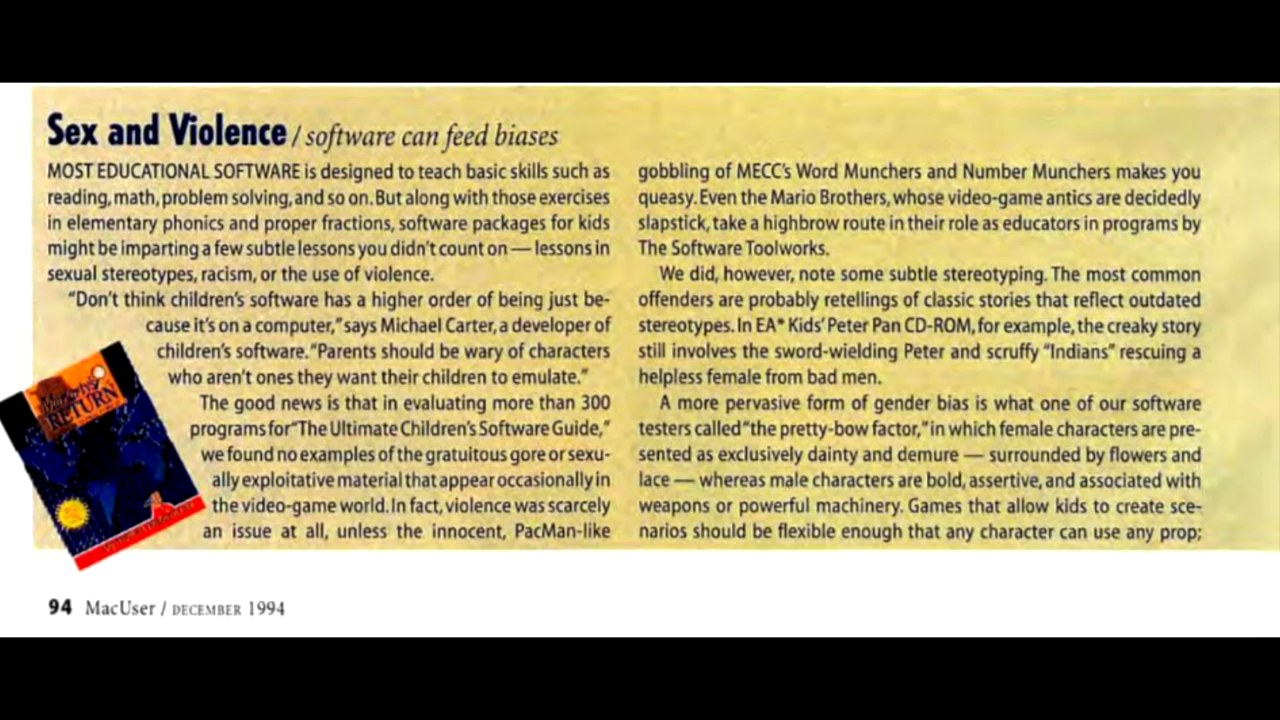 Sex and Violence / software can feed biases
MOST EDUCATIONAL SOFTWARE is designed to teach basic skills such as
reading, math, problem solving, and so on. But along with those exercises
in elementary phonics and proper fractions, software packages for kids
might be imparting a few subtle lessons you didn't count on — lessons in
sexual stereotypes, racism, or the use of violence.
"Don't think children's software has a higher order of being just be-
cause it's on a computer," says Michael Carter, a developer of
children's software. "Parents should be wary of characters
who aren't ones they want their children to emulate."
The good news is that in evaluating more than 300
programs for "The Ultimate Children's Software Guide,"
we found no examples of the gratuitous gore or sexu-
ally exploitative material that appear occasionally in
the video-game world. In fact, violence was scarcely
an issue at all, unless the innocent, PacMan-like
gobbling of MECC's Word Munchers and Number Munchers makes you
queasy. Even the Mario Brothers, whose video-game antics are decidedly
slapstick, take a highbrow route in their role as educators in programs by
The Software Toolworks.
We did, however, note some subtle stereotyping. The most common
offenders are probably retellings of classic stories that reflect outdated
stereotypes. In EA* Kids' Peter Pan CD-ROM, for example, the creaky story
still involves the sword-wielding Peter and scruffy "Indians" rescuing a
helpless female from bad men.
A more pervasive form of gender bias is what one of our software
testers called "the pretty-bow factor," in which female characters are pre-
sented as exclusively dainty and demure — surrounded by flowers and
lace — whereas male characters are bold, assertive, and associated with
weapons or powerful machinery. Games that allow kids to create sce-
narios should be flexible enough that any character can use any prop;
RETURN
94 MacUser / DECEMBER 1994